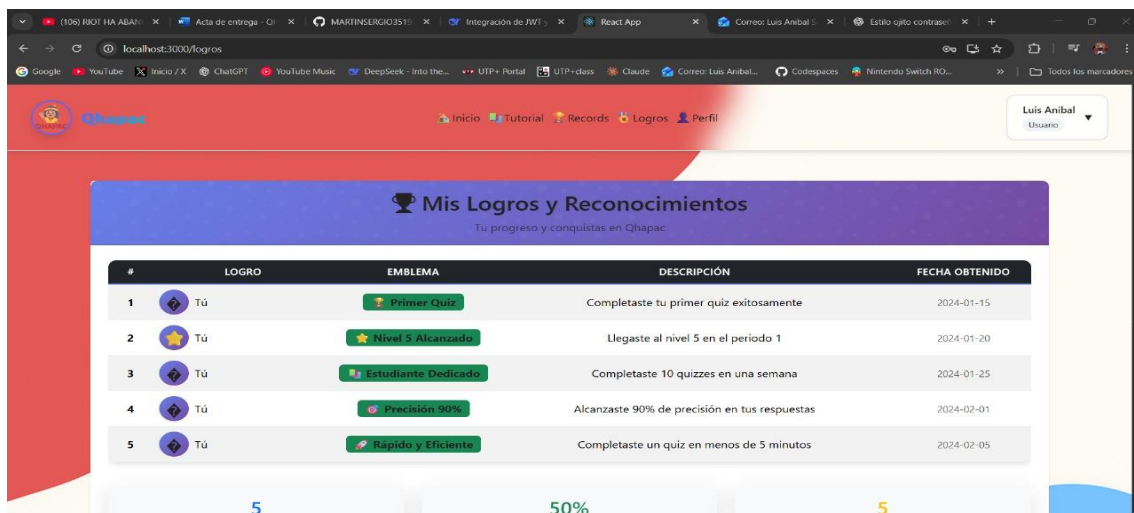 (106) RIOT HA ABAN
Acta de entrega - Q
MARTINSERGIO3519
Integración de JWT y
React App
Correo: Luis Anibal S
Estilo ojito contraseñ
localhost:3000/logros
Google
YouTube
Inicio / X
ChatGPT
YouTube Music
DeepSeek - Into the...
UTP+ Portal
UTP+class
Claude
Correo: Luis Anibal...
Codespaces
Nintendo Switch RO...
Todos los marcadores
QHAPAC
Qhapac
Inicio
Tutorial
Records
Logros
Perfil
Luis Anibal
Usuario
Mis Logros y Reconocimientos
Tu progreso y conquistas en Qhapac
# LOGRO EMBLEMA DESCRIPCIÓN FECHA OBTENIDO
1 Tú Primer Quiz Completaste tu primer quiz exitosamente 2024-01-15
2 Tú Nivel 5 Alcanzado Llegaste al nivel 5 en el periodo 1 2024-01-20
3 Tú Estudiante Dedicado Completaste 10 quizzes en una semana 2024-01-25
4 Tú Precisión 90% Alcanzaste 90% de precisión en tus respuestas 2024-02-01
5 Tú Rápido y Eficiente Completaste un quiz en menos de 5 minutos 2024-02-05
5 50% 5